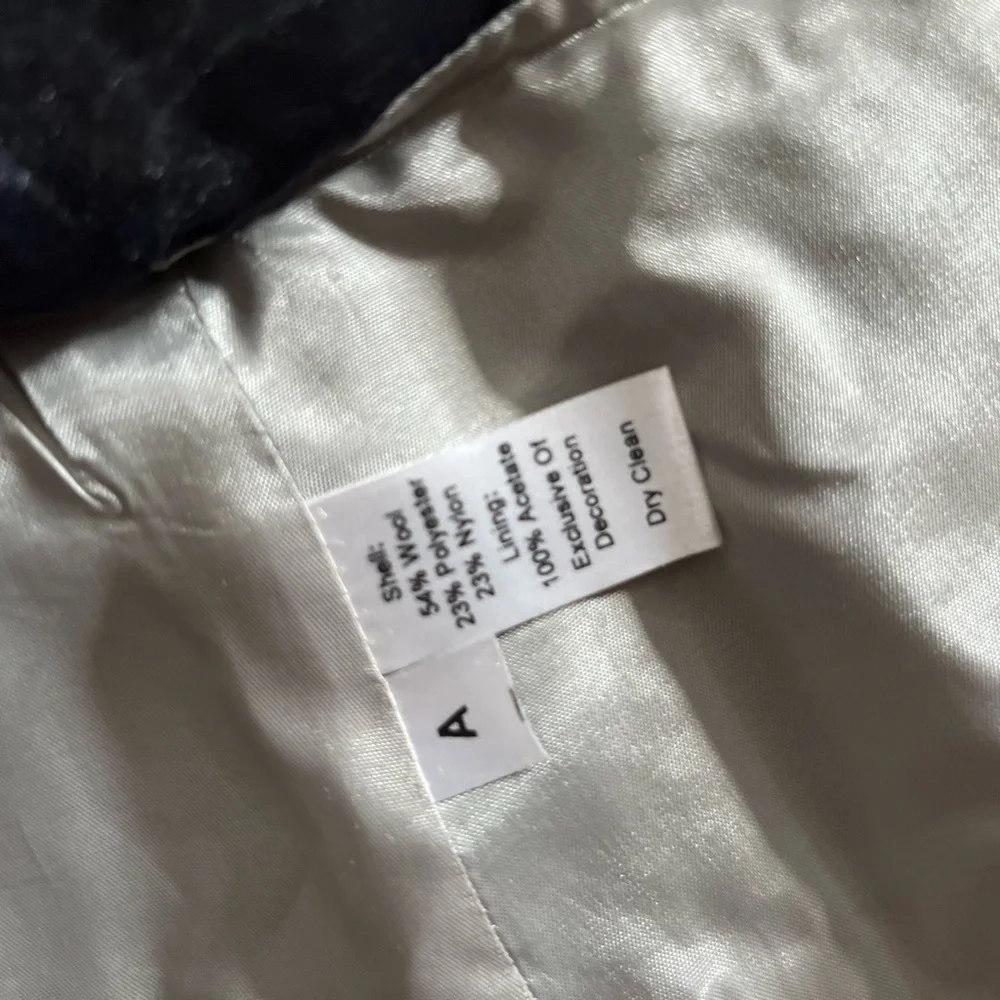 Shell:
54% Wool
23% Polyester
23% Nylon
Lining:
100% Acetate
Exclusive Of
Decoration
Dry Clean
A